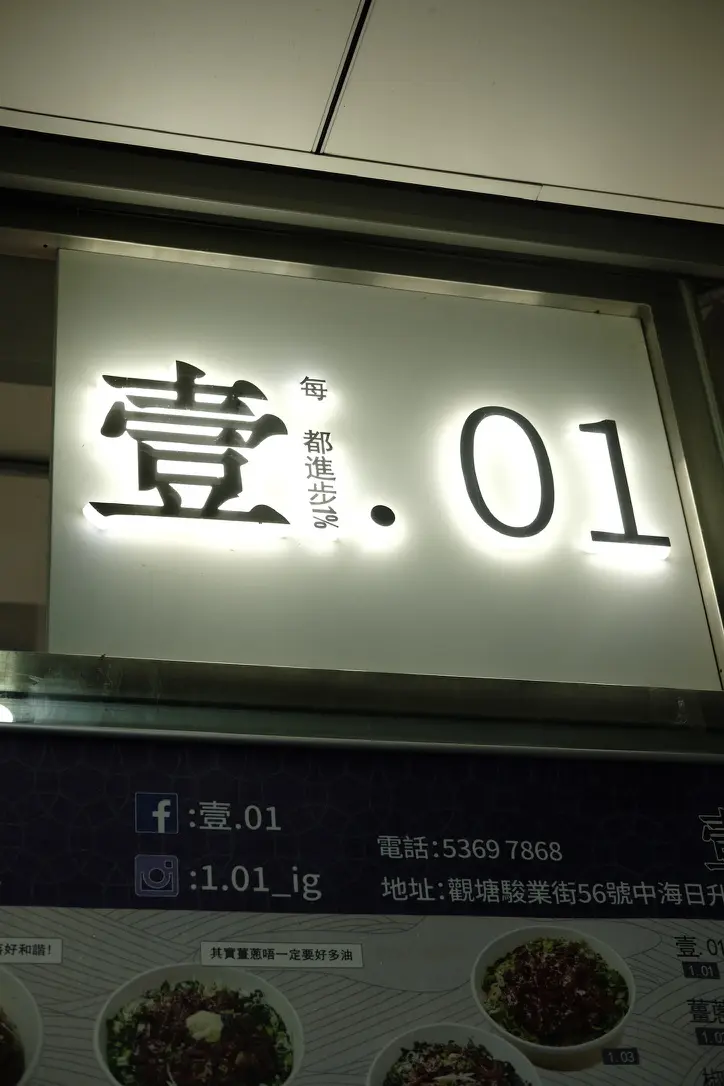 壹.01
每 都進步1%
:壹.01
:1.01_ig
電話:5369 7868
地址:觀塘駿業街56號中海日升
好和諧!
其實薑蔥唔一定要好多油
壹.01
1.01
薑蔥
1.03